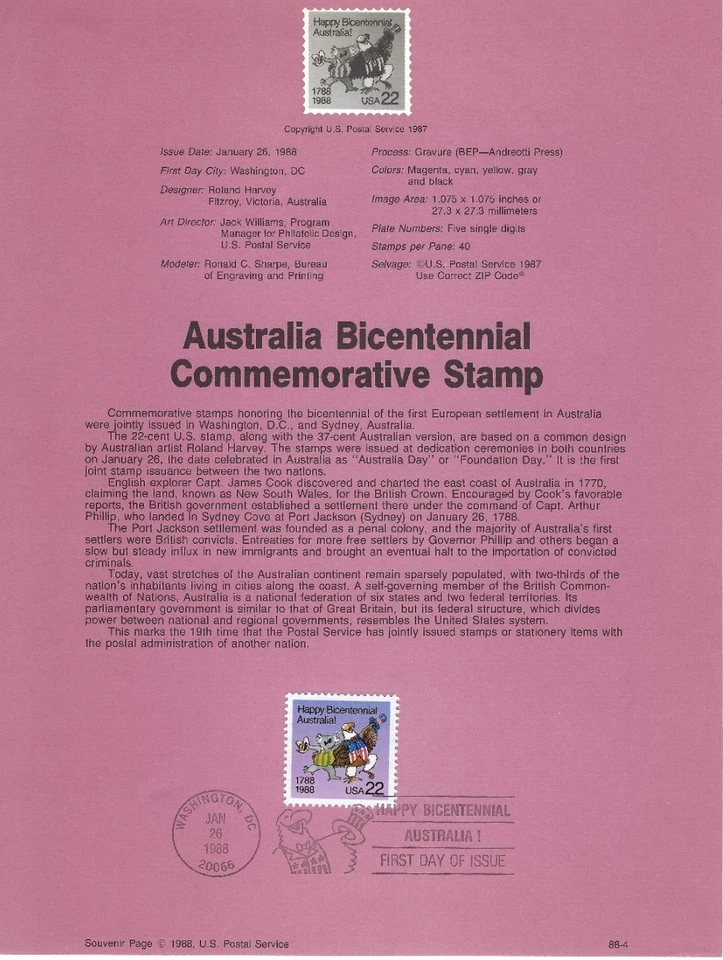 Happy Bicentennial
Australia!
1788
1988
USA 22
Copyright U.S. Postal Service 1987
Issue Date: January 26, 1988
First Day City: Washington, DC
Designer: Roland Harvey
Fitzroy, Victoria, Australia
Art Director: Jack Williams, Program
Manager for Philatelic Design,
U.S. Postal Service
Modeler: Ronald C. Sharpe, Bureau
of Engraving and Printing
Process: Gravure (BEP—Andreotti Press)
Colors: Magenta, cyan, yellow, gray
and black
Image Area: 1.075 x 1.075 inches or
27.3 x 27.3 millimeters
Plate Numbers: Five single digits
Stamps per Pane: 40
Selvage: ©U.S. Postal Service 1987
Use Correct ZIP Code®
Australia Bicentennial
Commemorative Stamp
Commemorative stamps honoring the bicentennial of the first European settlement in Australia
were jointly issued in Washington, D.C., and Sydney, Australia.
The 22-cent U.S. stamp, along with the 37-cent Australian version, are based on a common design
by Australian artist Roland Harvey. The stamps were issued at dedication ceremonies in both countries
on January 26, the date celebrated in Australia as "Australia Day" or "Foundation Day." It is the first
joint stamp issuance between the two nations.
English explorer Capt. James Cook discovered and charted the east coast of Australia in 1770,
claiming the land, known as New South Wales, for the British Crown. Encouraged by Cook's favorable
reports, the British government established a settlement there under the command of Capt. Arthur
Phillip, who landed in Sydney Cove at Port Jackson (Sydney) on January 26, 1788.
The Port Jackson settlement was founded as a penal colony, and the majority of Australia's first
settlers were British convicts. Entreaties for more free settlers by Governor Phillip and others began a
slow but steady influx in new immigrants and brought an eventual halt to the importation of convicted
criminals.
Today, vast stretches of the Australian continent remain sparsely populated, with two-thirds of the
nation's inhabitants living in cities along the coast. A self-governing member of the British Common-
wealth of Nations, Australia is a national federation of six states and two federal territories. Its
parliamentary government is similar to that of Great Britain, but its federal structure, which divides
power between national and regional governments, resembles the United States system.
This marks the 19th time that the Postal Service has jointly issued stamps or stationery items with
the postal administration of another nation.
Happy Bicentennial
Australia!
1788
1988
USA 22
WASHINGTON, DC
JAN
26
1988
20066
HAPPY BICENTENNIAL
AUSTRALIA !
FIRST DAY OF ISSUE
Souvenir Page © 1988, U.S. Postal Service
88-4